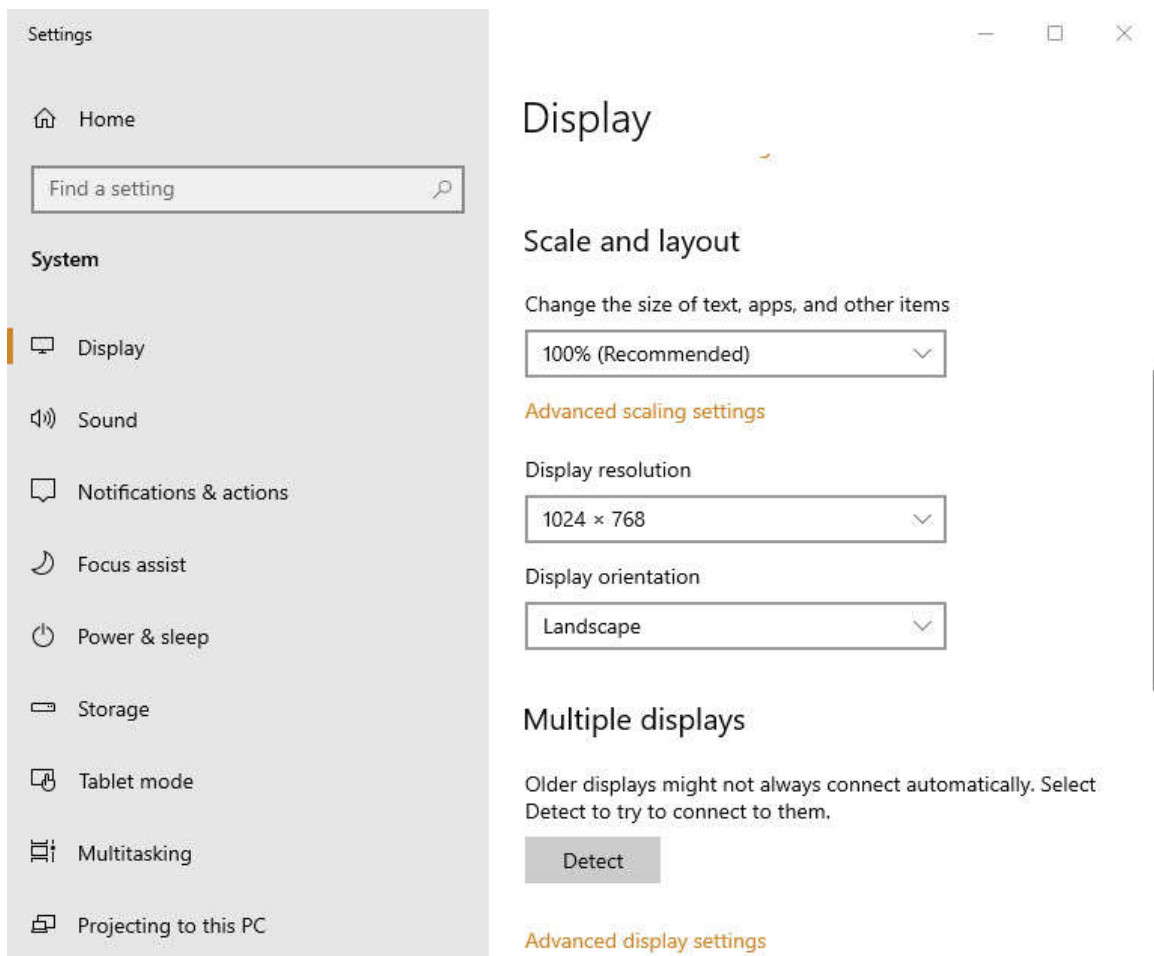 Settings
Home
Find a setting
System
Display
Sound
Notifications & actions
Focus assist
Power & sleep
Storage
Tablet mode
Multitasking
Projecting to this PC
Display
Scale and layout
Change the size of text, apps, and other items
100% (Recommended)
Advanced scaling settings
Display resolution
1024 × 768
Display orientation
Landscape
Multiple displays
Older displays might not always connect automatically. Select
Detect to try to connect to them.
Detect
Advanced display settings